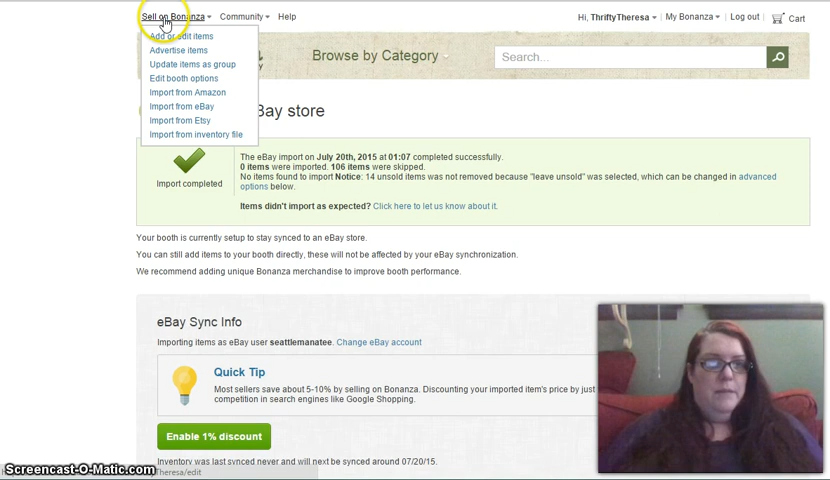 Sell on Bonanza Community Help Hi, ThriftyTheresa My Bonanza Log out Cart
Add or edit items
Advertise items
Update items as group
Edit booth options
Import from Amazon
Import from eBay
Import from Etsy
Import from inventory file
Browse by Category Search...
Bay store
Import completed
The eBay import on July 20th, 2015 at 01:07 completed successfully.
0 items were imported. 106 items were skipped.
No items found to import Notice: 14 unsold items was not removed because "leave unsold" was selected, which can be changed in advanced
options below.
Items didn't import as expected? Click here to let us know about it.
Your booth is currently setup to stay synced to an eBay store.
You can still add items to your booth directly, these will not be affected by your eBay synchronization.
We recommend adding unique Bonanza merchandise to improve booth performance.
eBay Sync Info
Importing items as eBay user seattlemanatee. Change eBay account
Quick Tip
Most sellers save about 5-10% by selling on Bonanza. Discounting your imported item's price by just
competition in search engines like Google Shopping.
Enable 1% discount
Inventory was last synced never and will next be synced around 07/20/15.
Screencast-O-Matic.com
yTheresa/edit